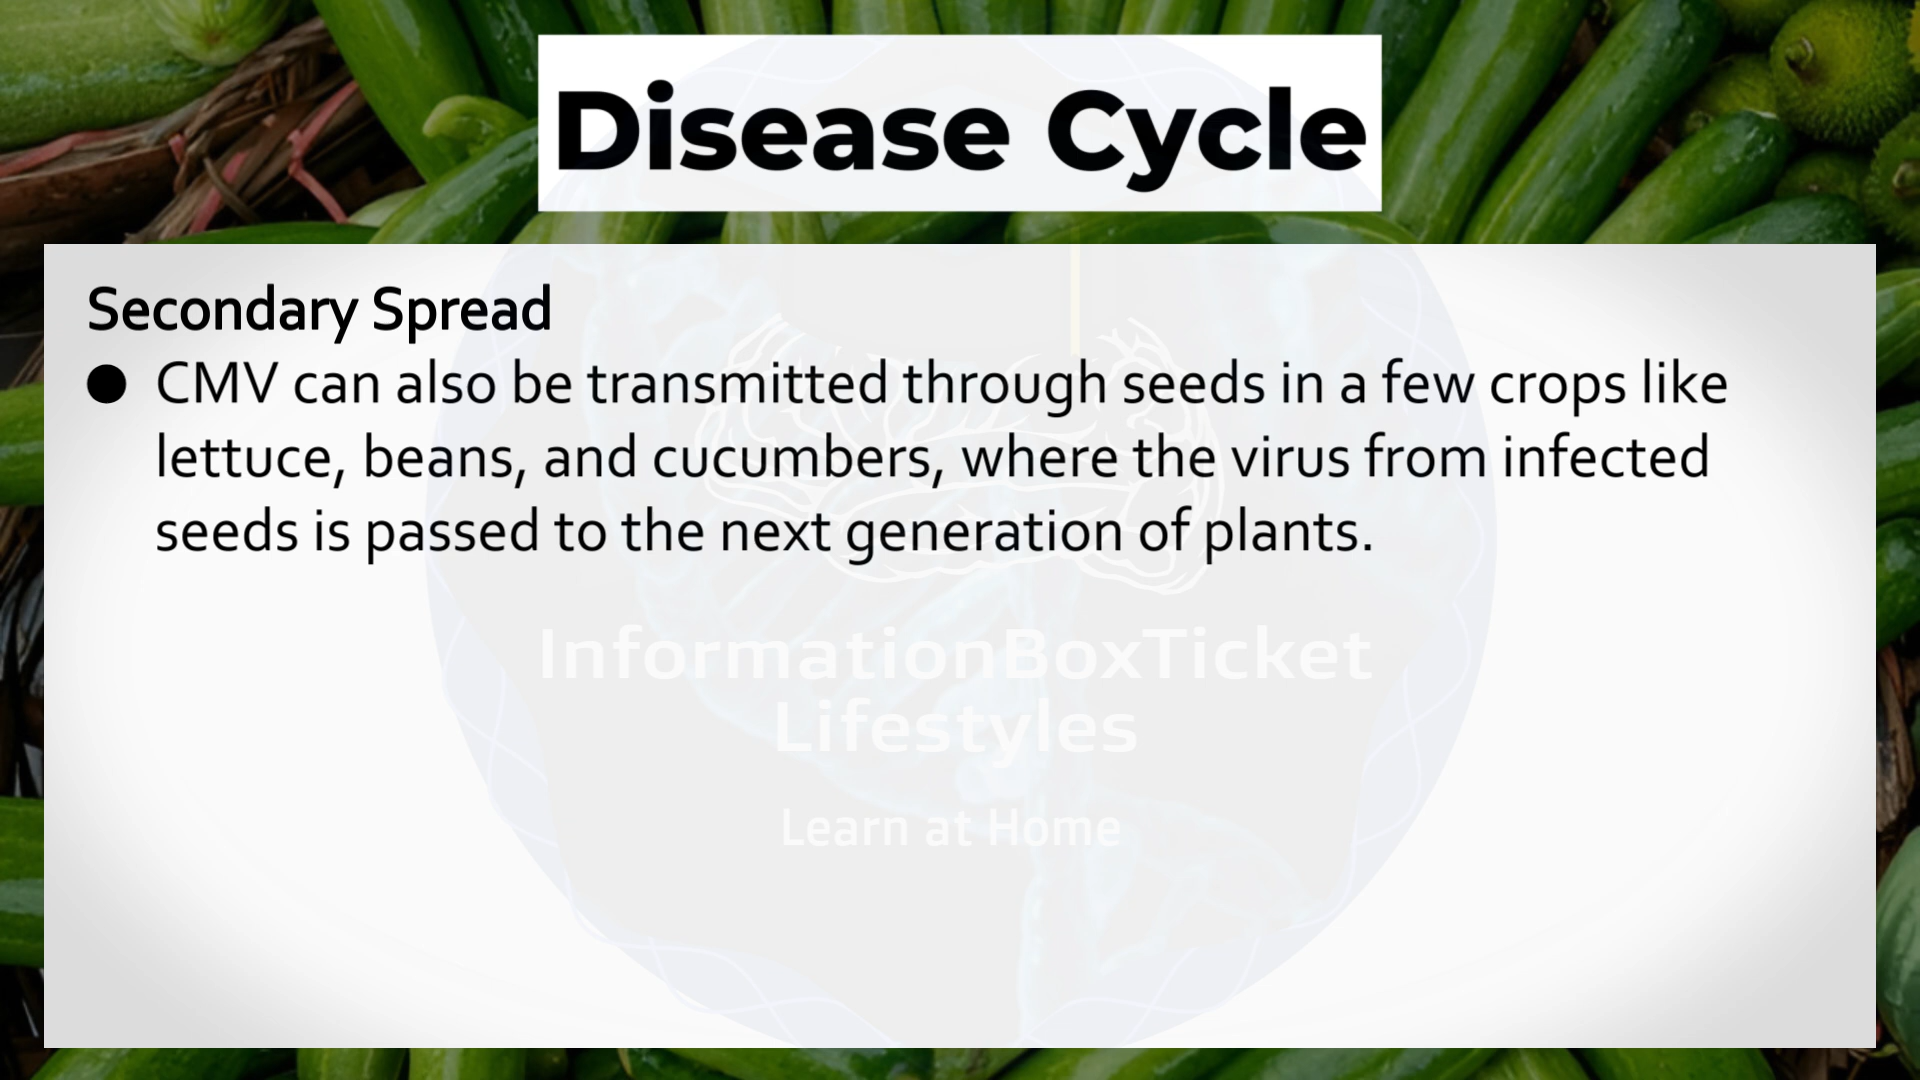 Disease Cycle
Secondary Spread
● CMV can also be transmitted through seeds in a few crops like
lettuce, beans, and cucumbers, where the virus from infected
seeds is passed to the next generation of plants.
InformationBoxTicket
Lifestyles
Learn at Home